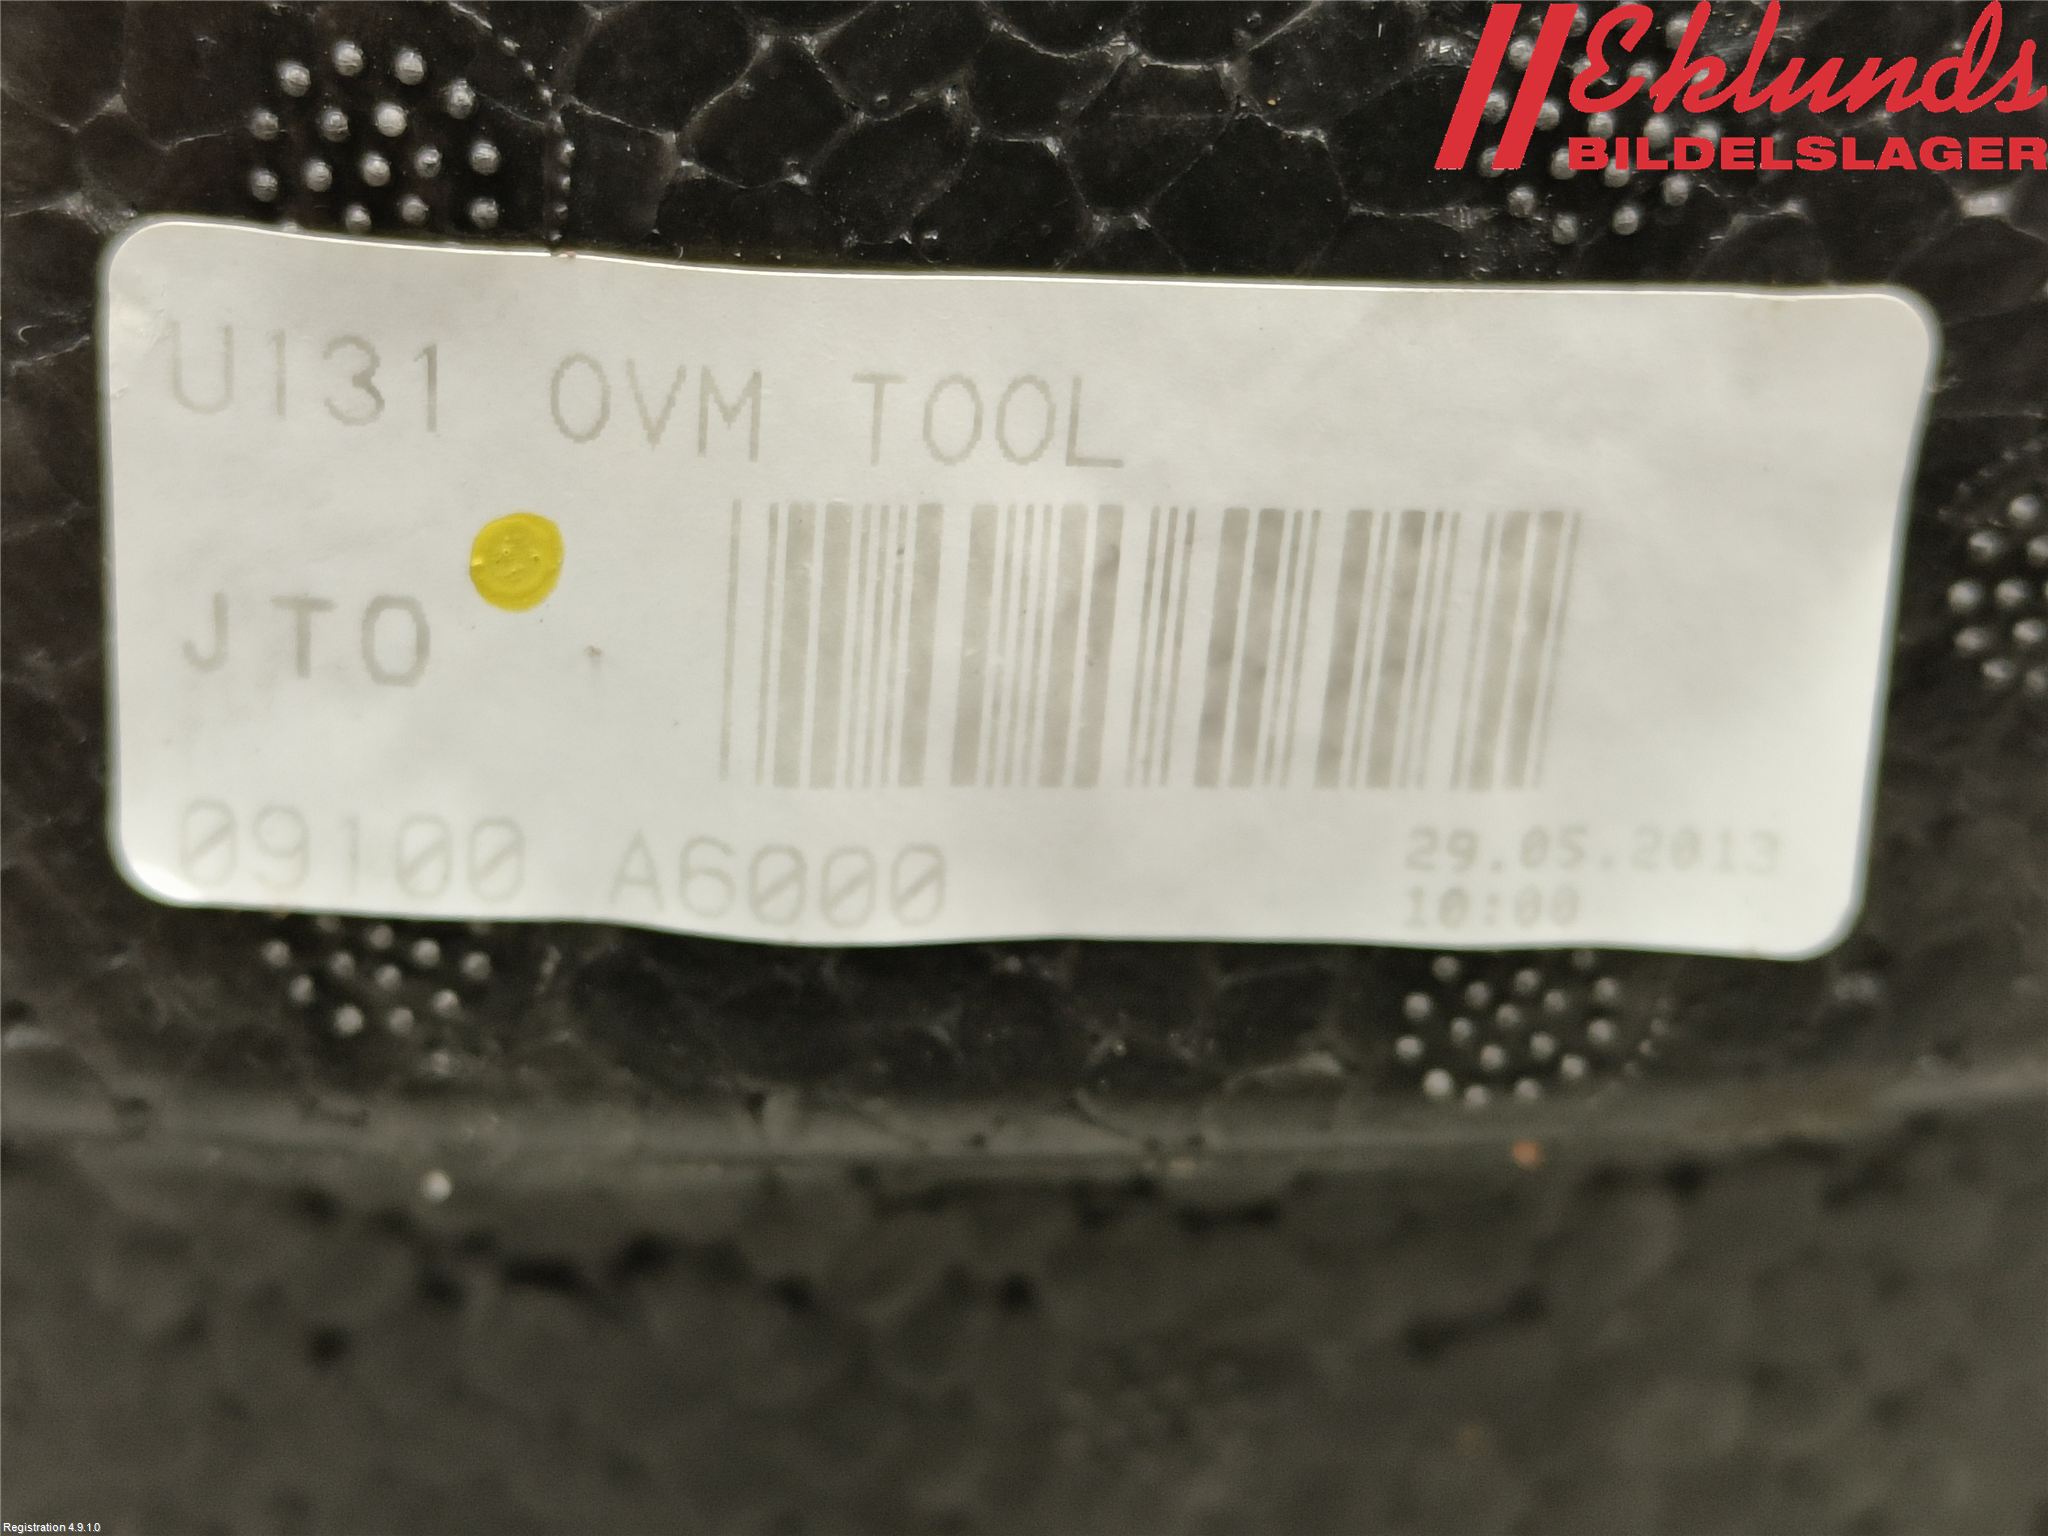 Eklunds
BILDELSLAGER
U131 OVM TOOL
JTO
09100 A6000
29.05.2013
10:00
Registration 4.9.1.0